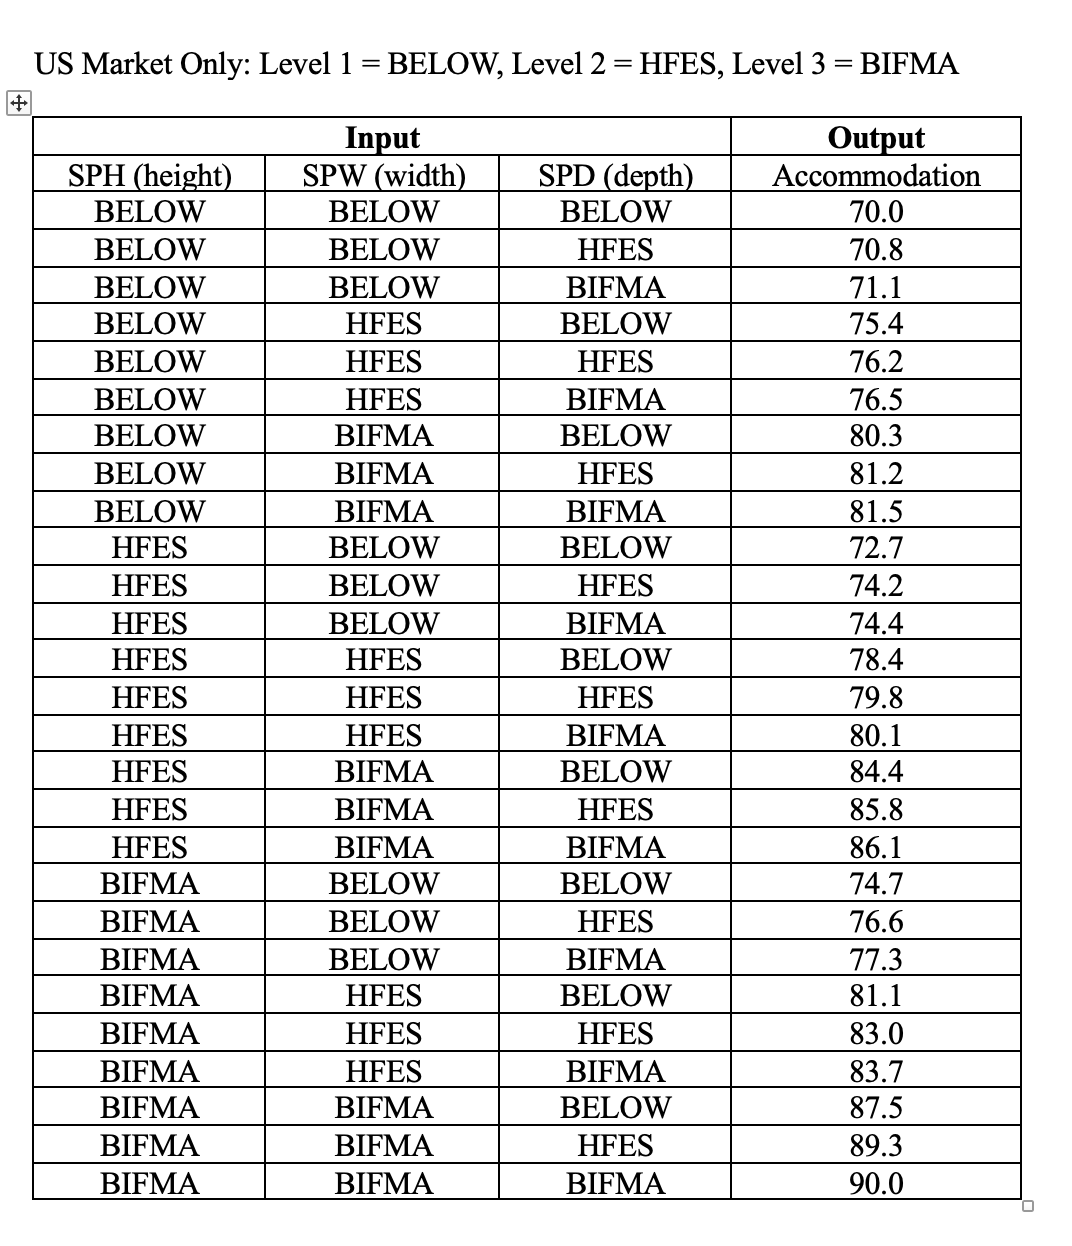 US Market Only: Level 1 = BELOW, Level 2 = HFES, Level 3 = BIFMA
Input Output
SPH (height) SPW (width) SPD (depth) Accommodation
BELOW BELOW BELOW 70.0
BELOW BELOW HFES 70.8
BELOW BELOW BIFMA 71.1
BELOW HFES BELOW 75.4
BELOW HFES HFES 76.2
BELOW HFES BIFMA 76.5
BELOW BIFMA BELOW 80.3
BELOW BIFMA HFES 81.2
BELOW BIFMA BIFMA 81.5
HFES BELOW BELOW 72.7
HFES BELOW HFES 74.2
HFES BELOW BIFMA 74.4
HFES HFES BELOW 78.4
HFES HFES HFES 79.8
HFES HFES BIFMA 80.1
HFES BIFMA BELOW 84.4
HFES BIFMA HFES 85.8
HFES BIFMA BIFMA 86.1
BIFMA BELOW BELOW 74.7
BIFMA BELOW HFES 76.6
BIFMA BELOW BIFMA 77.3
BIFMA HFES BELOW 81.1
BIFMA HFES HFES 83.0
BIFMA HFES BIFMA 83.7
BIFMA BIFMA BELOW 87.5
BIFMA BIFMA HFES 89.3
BIFMA BIFMA BIFMA 90.0